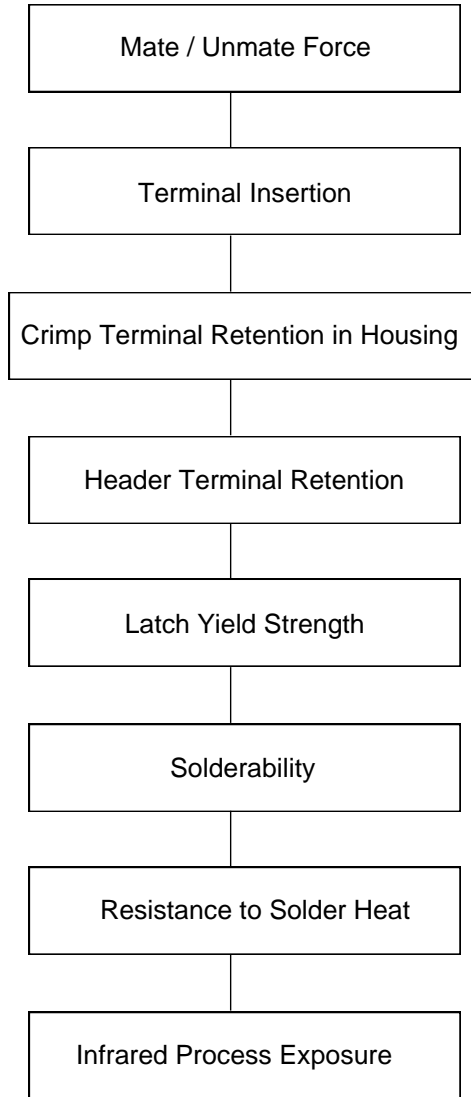 Mate / Unmate Force
Terminal Insertion
Crimp Terminal Retention in Housing
Header Terminal Retention
Latch Yield Strength
Solderability
Resistance to Solder Heat
Infrared Process Exposure